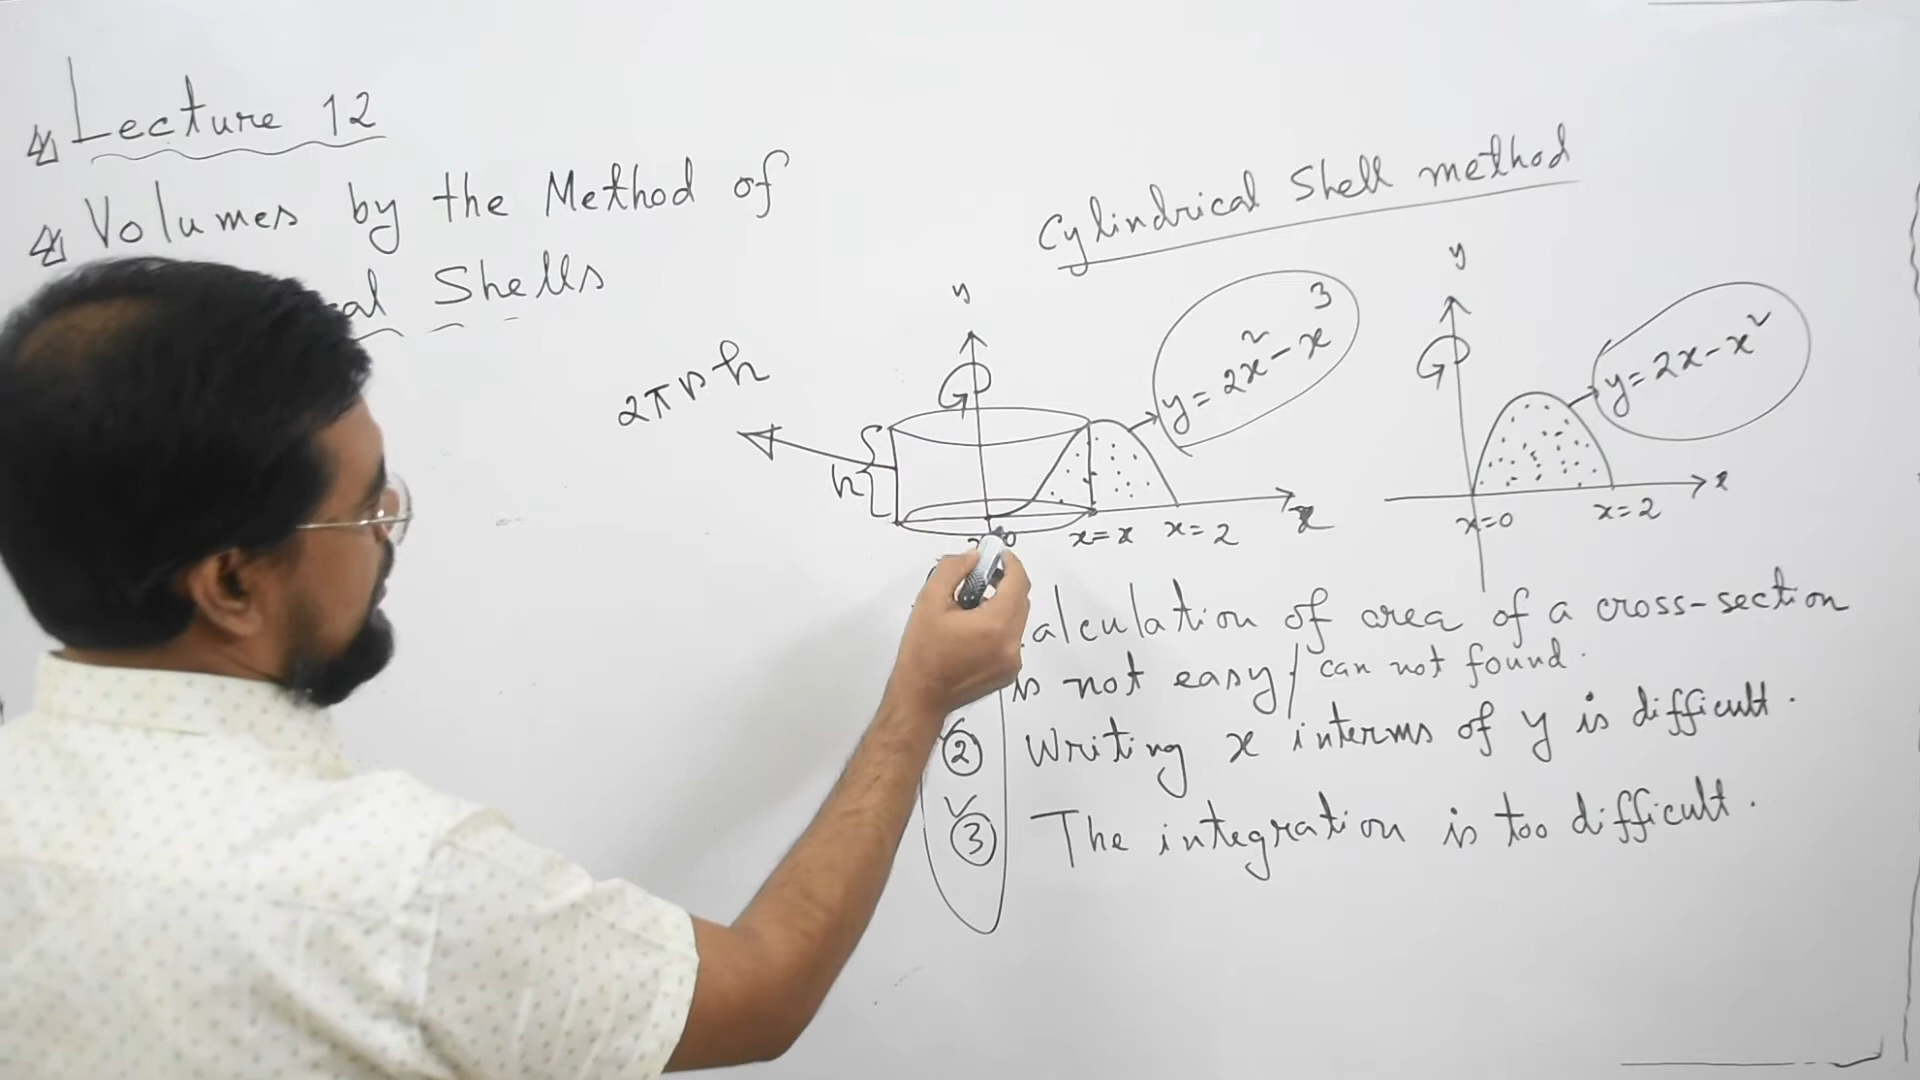 Lecture 12
Volumes by the Method of
al Shells
Cylindrical Shell method
2πrh
h
y
y = 2x² - x³
x = x
x = 2
x
y
y = 2x - x²
x = 0
x = 2
x
alculation of area of a cross-section
is not easy / can not found.
② Writing x interms of y is difficult.
③ The integration is too difficult.